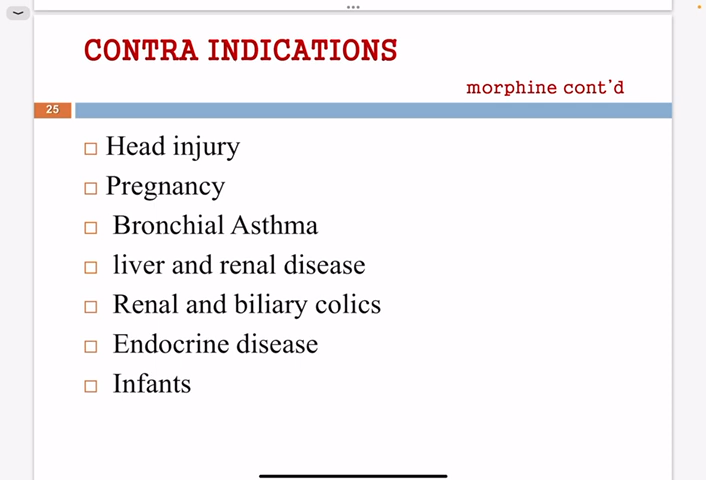 CONTRA INDICATIONS
morphine cont'd
25
Head injury
Pregnancy
Bronchial Asthma
liver and renal disease
Renal and biliary colics
Endocrine disease
Infants